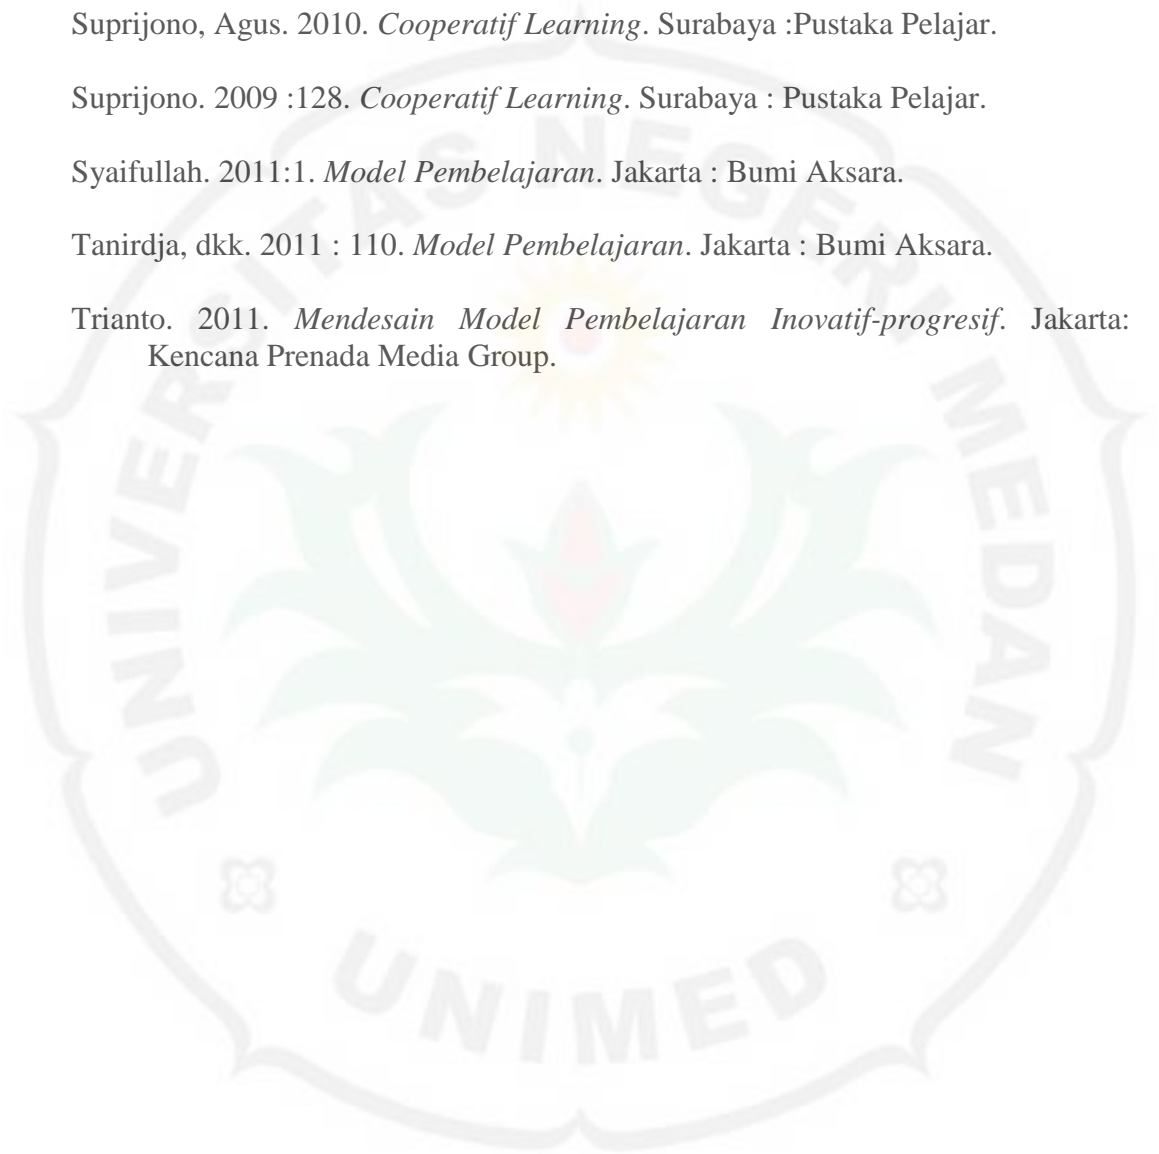 Suprijono, Agus. 2010. Cooperatif Learning. Surabaya :Pustaka Pelajar.
Suprijono. 2009 :128. Cooperatif Learning. Surabaya : Pustaka Pelajar.
Syaifullah. 2011:1. Model Pembelajaran. Jakarta : Bumi Aksara.
Tanirdja, dkk. 2011 : 110. Model Pembelajaran. Jakarta : Bumi Aksara.
Trianto. 2011. Mendesain Model Pembelajaran Inovatif-progresif. Jakarta:
Kencana Prenada Media Group.
UNIVERSITAS NEGERI MEDAN
UNIMED